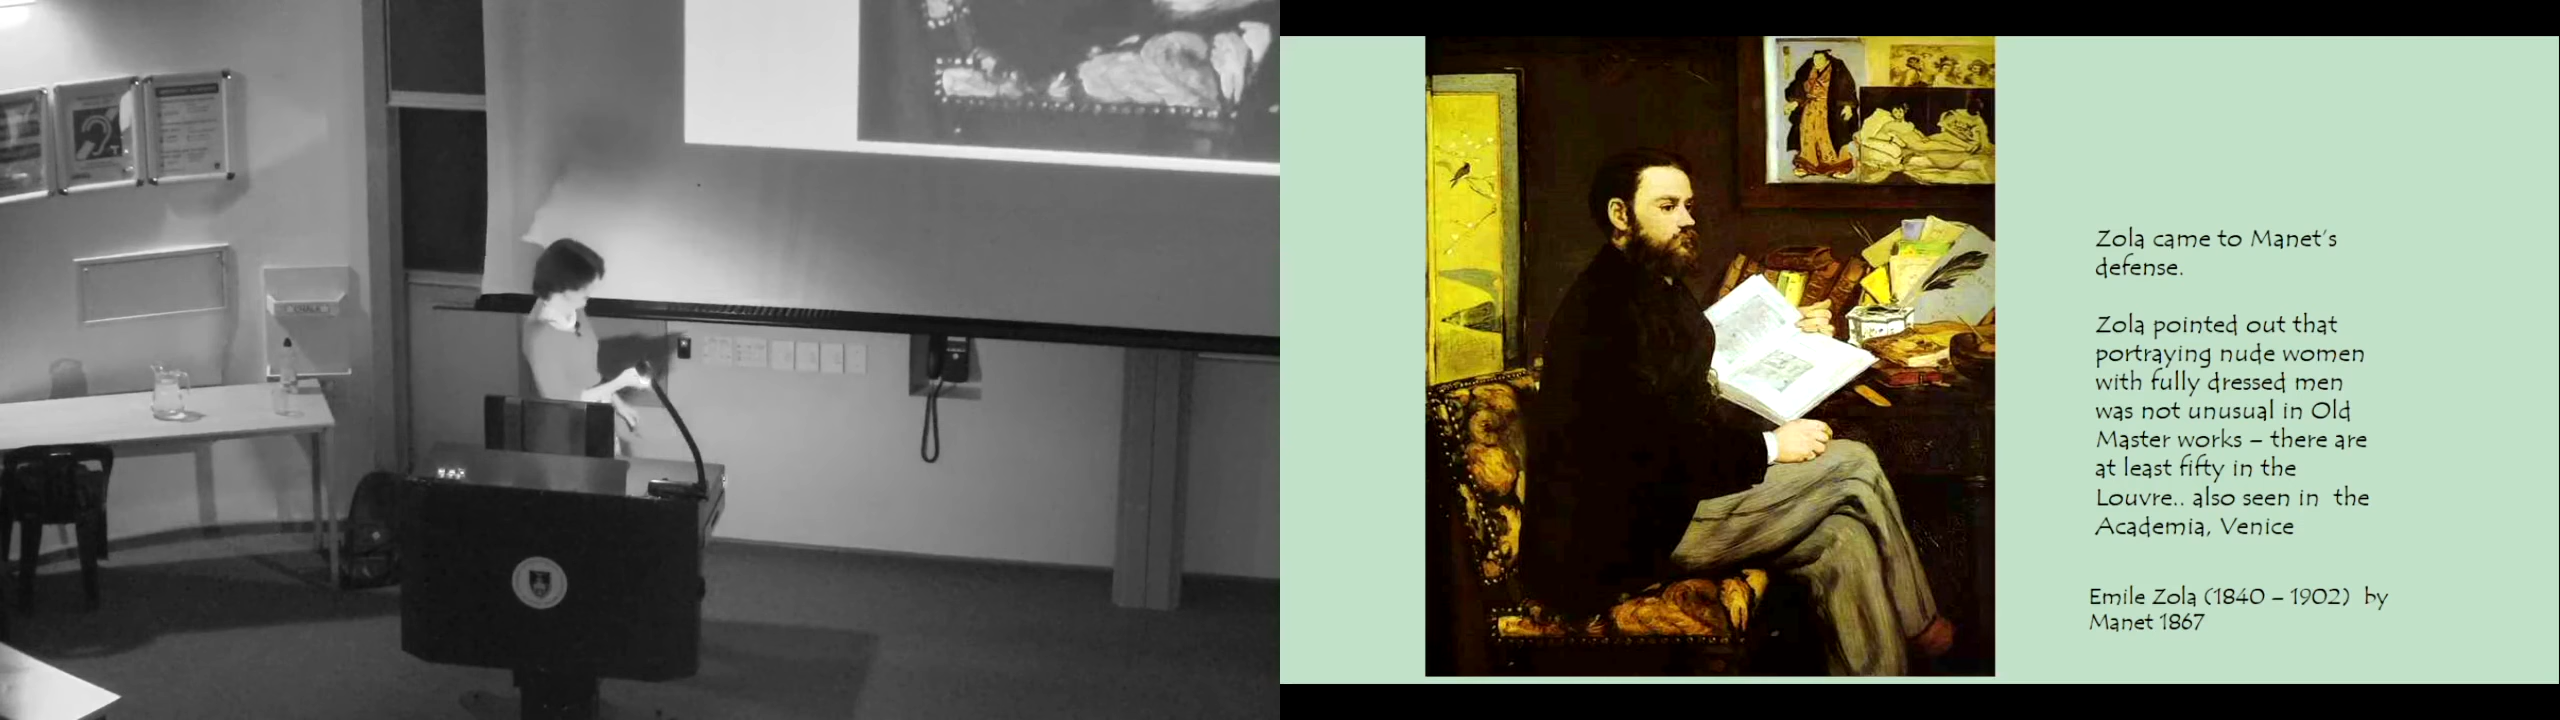 CHALK
T
Zola came to Manet's
defense.
Zola pointed out that
portraying nude women
with fully dressed men
was not unusual in Old
Master works – there are
at least fifty in the
Louvre.. also seen in the
Academia, Venice
Emile Zola (1840 – 1902) by
Manet 1867